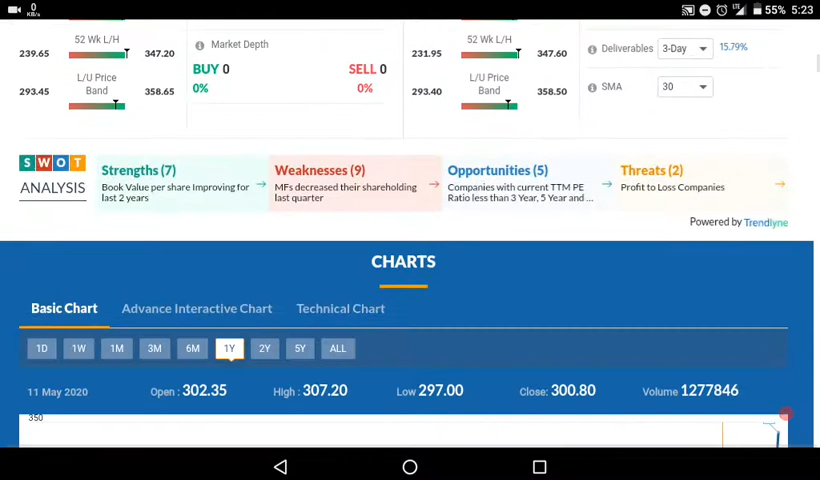 0 KB/s
LTE 55% 5:23
52 Wk L/H
239.65 347.20
L/U Price Band
293.45 358.65
Market Depth
BUY 0 SELL 0
0% 0%
52 Wk L/H
231.95 347.60
L/U Price Band
293.40 358.50
Deliverables 3-Day 15.79%
SMA 30
SWOT
ANALYSIS
Strengths (7)
Book Value per share Improving for
last 2 years
Weaknesses (9)
MFs decreased their shareholding
last quarter
Opportunities (5)
Companies with current TTM PE
Ratio less than 3 Year, 5 Year and ...
Threats (2)
Profit to Loss Companies
Powered by Trendlyne
CHARTS
Basic Chart Advance Interactive Chart Technical Chart
1D 1W 1M 3M 6M 1Y 2Y 5Y ALL
11 May 2020 Open : 302.35 High : 307.20 Low 297.00 Close: 300.80 Volume 1277846
350